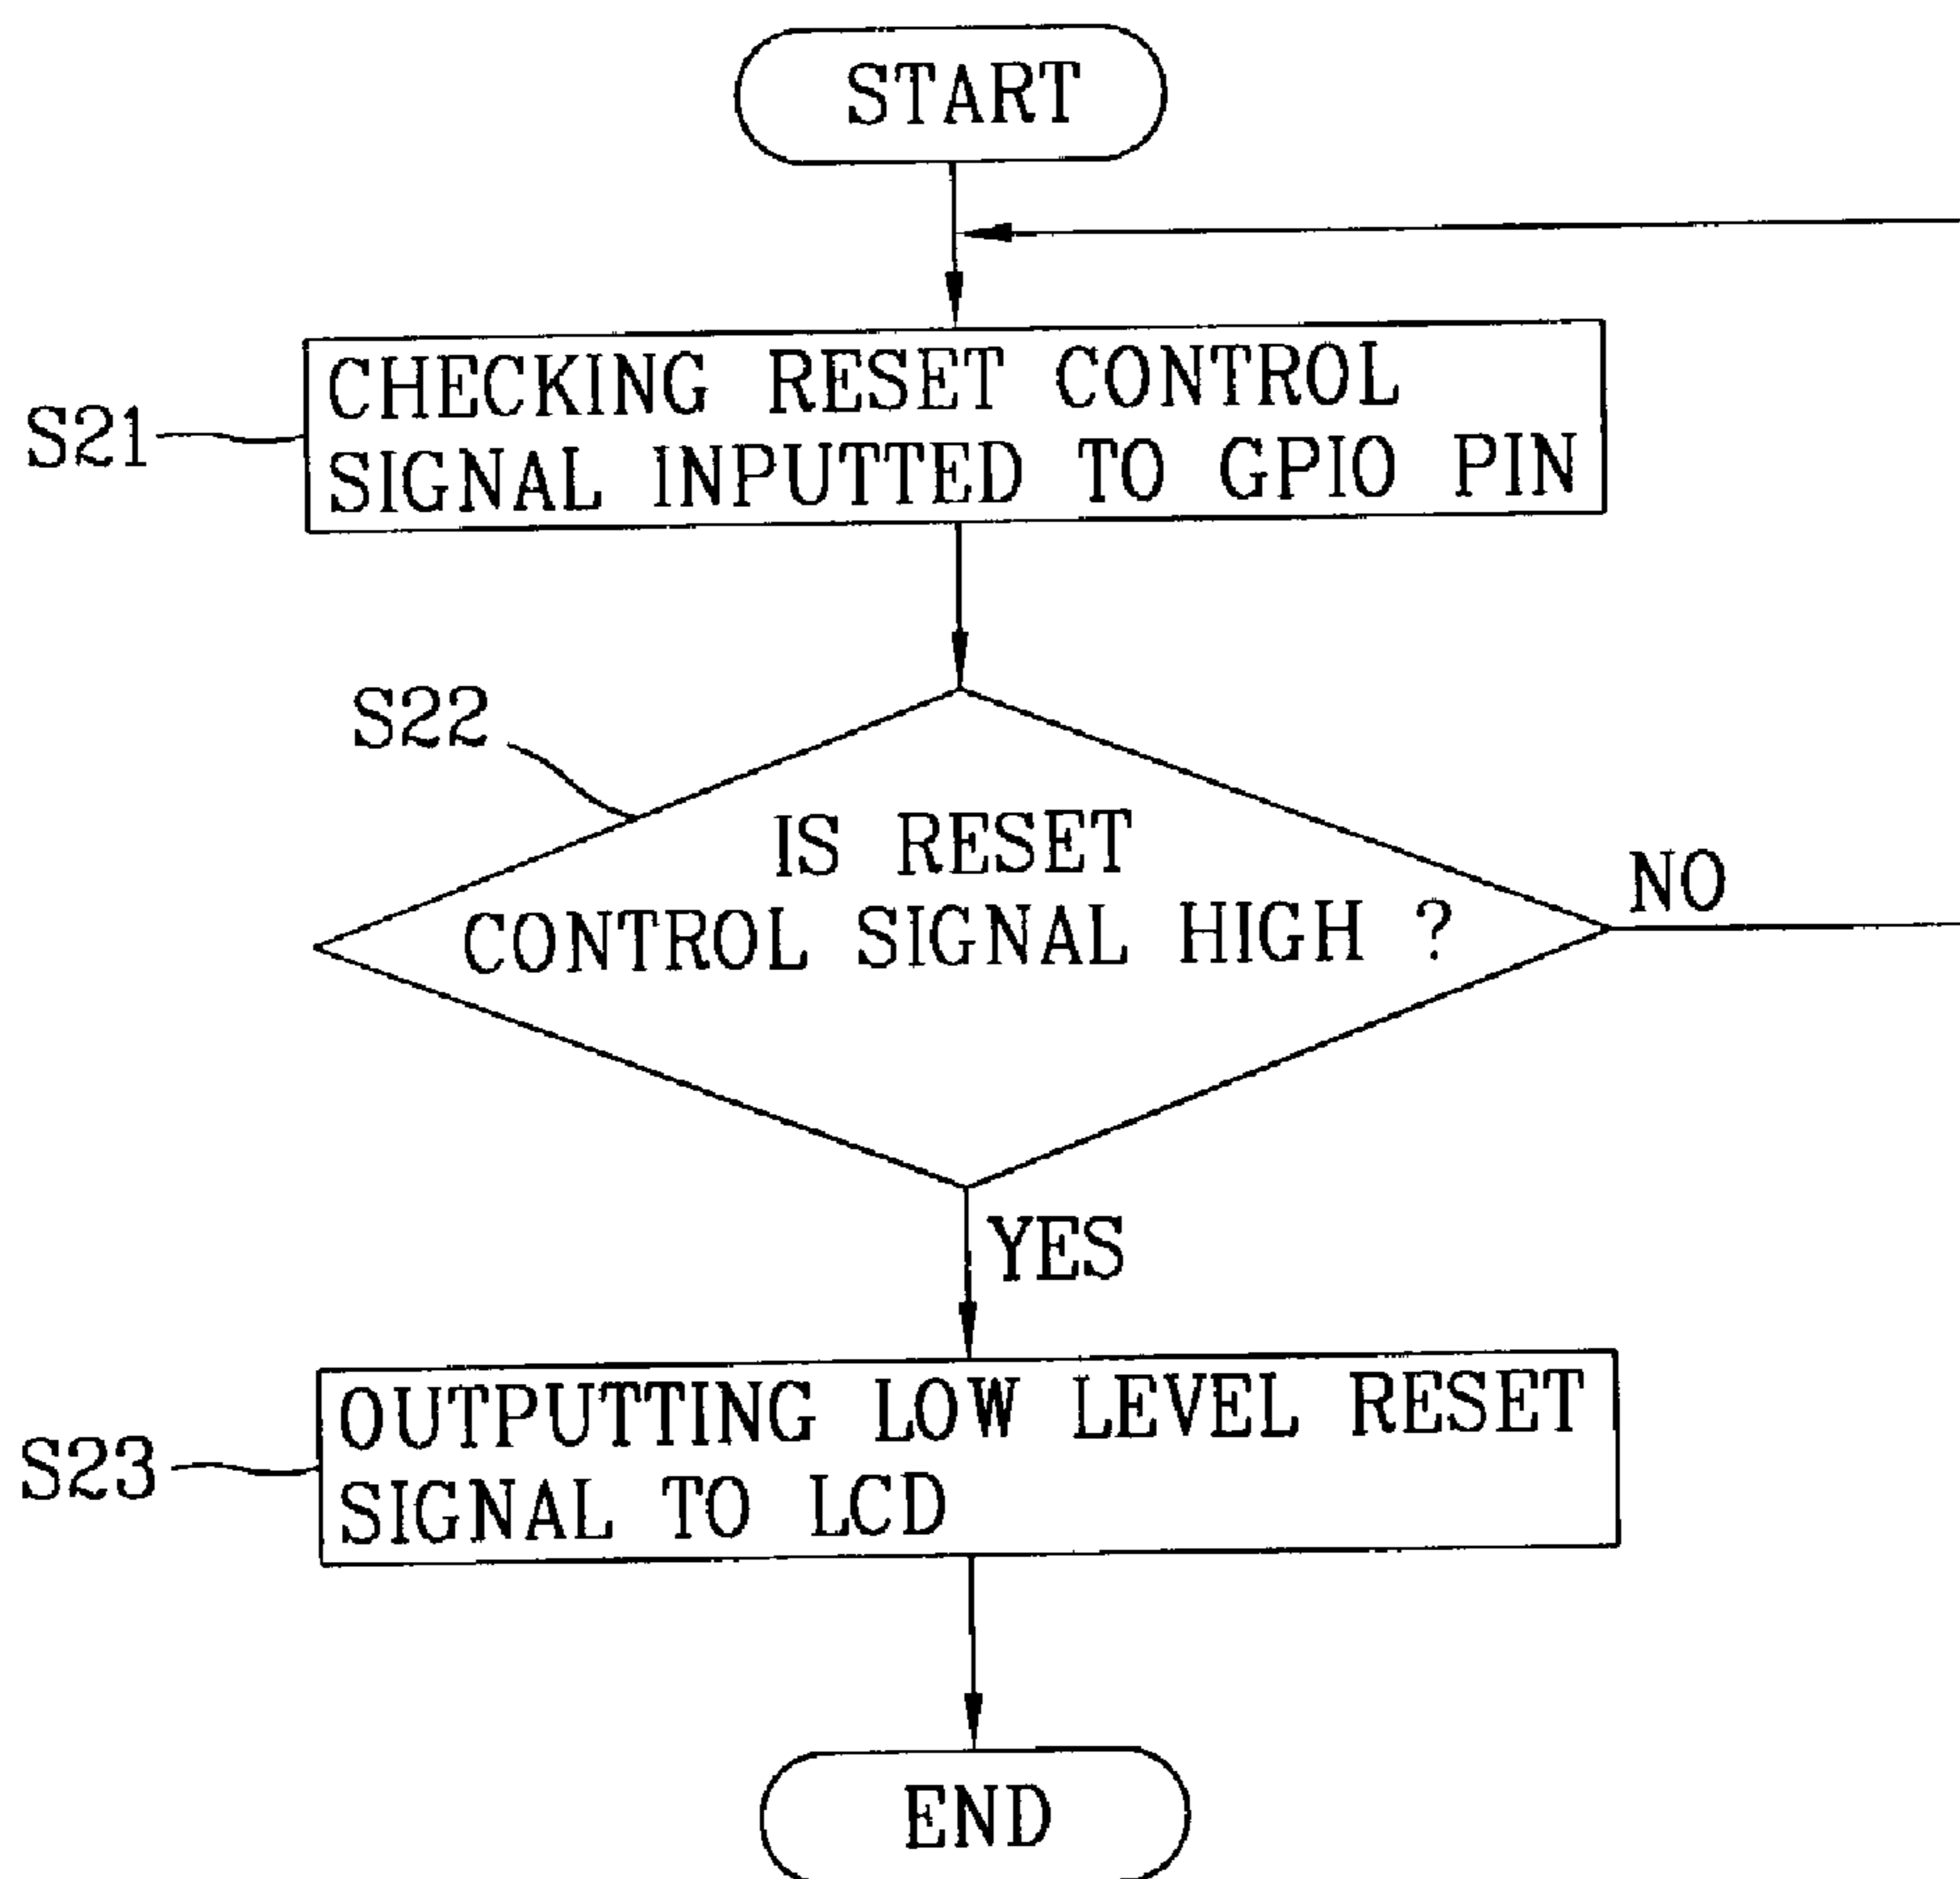 START
S21
CHECKING RESET CONTROL
SIGNAL INPUTTED TO GPIO PIN
S22
IS RESET
CONTROL SIGNAL HIGH ?
NO
YES
S23
OUTPUTTING LOW LEVEL RESET
SIGNAL TO LCD
END